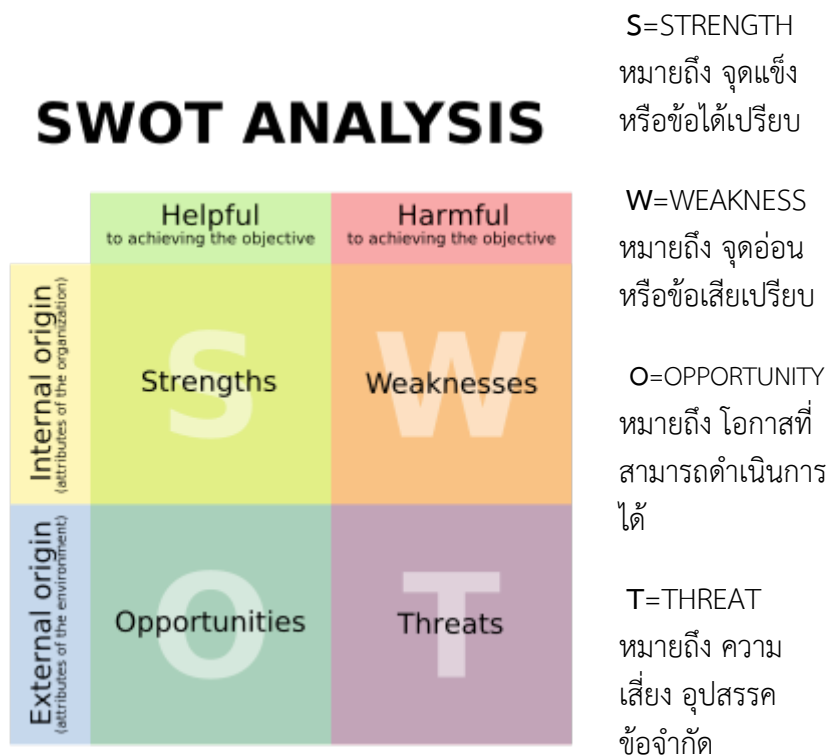 SWOT ANALYSIS
Helpful
to achieving the objective
Harmful
to achieving the objective
Internal origin
(attributes of the organization)
S
Strengths
W
Weaknesses
External origin
(attributes of the environment)
O
Opportunities
T
Threats
S=STRENGTH
หมายถึง จุดแข็ง
หรือข้อได้เปรียบ
W=WEAKNESS
หมายถึง จุดอ่อน
หรือข้อเสียเปรียบ
O=OPPORTUNITY
หมายถึง โอกาสที่
สามารถดำเนินการ
ได้
T=THREAT
หมายถึง ความ
เสี่ยง อุปสรรค
ข้อจำกัด